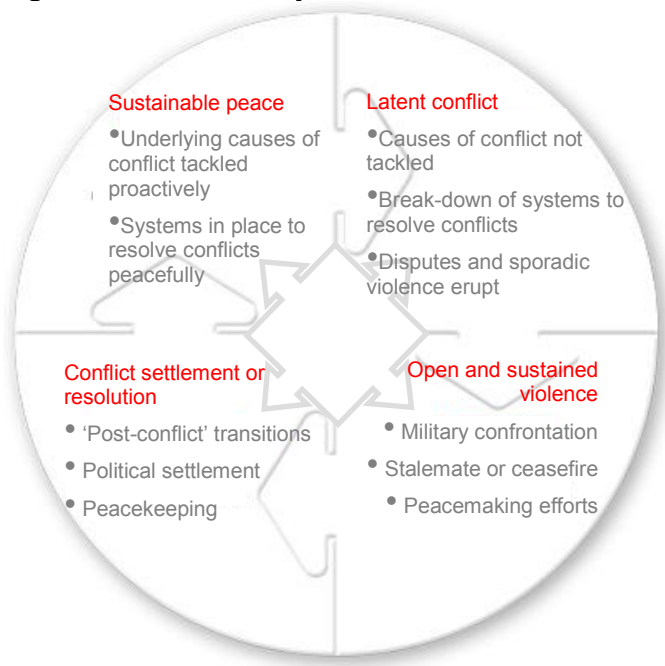 Sustainable peace
•Underlying causes of
conflict tackled
proactively
•Systems in place to
resolve conflicts
peacefully
Latent conflict
•Causes of conflict not
tackled
•Break-down of systems to
resolve conflicts
•Disputes and sporadic
violence erupt
Conflict settlement or
resolution
• ‘Post-conflict’ transitions
• Political settlement
• Peacekeeping
Open and sustained
violence
• Military confrontation
• Stalemate or ceasefire
• Peacemaking efforts